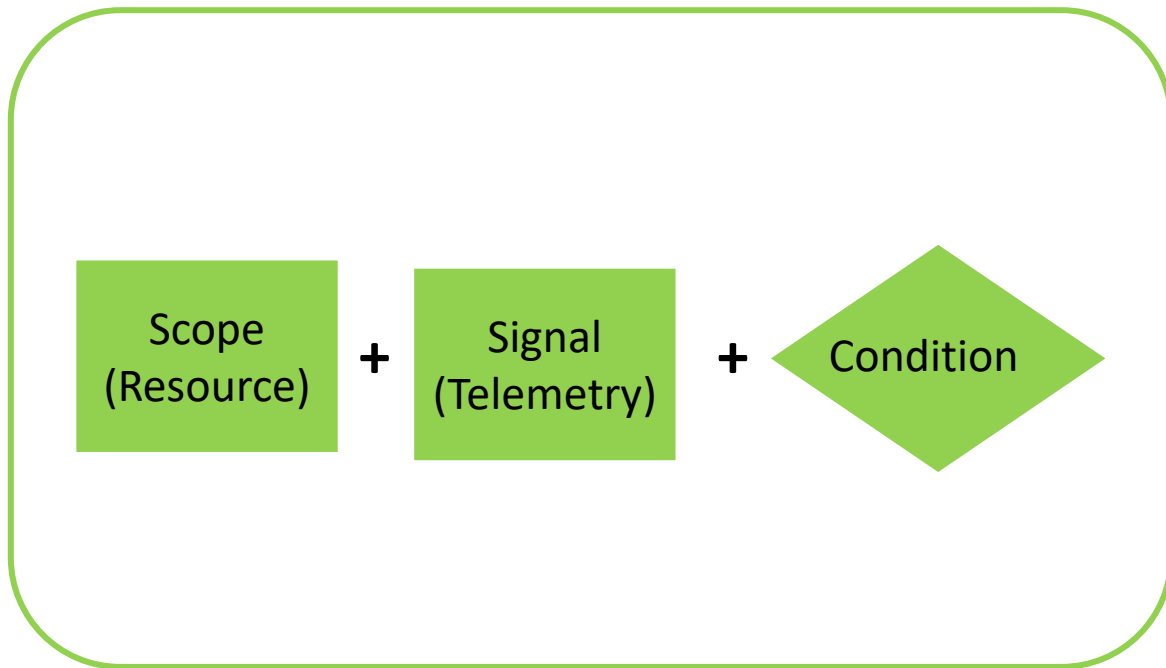 Scope
(Resource)
+
Signal
(Telemetry)
+
Condition